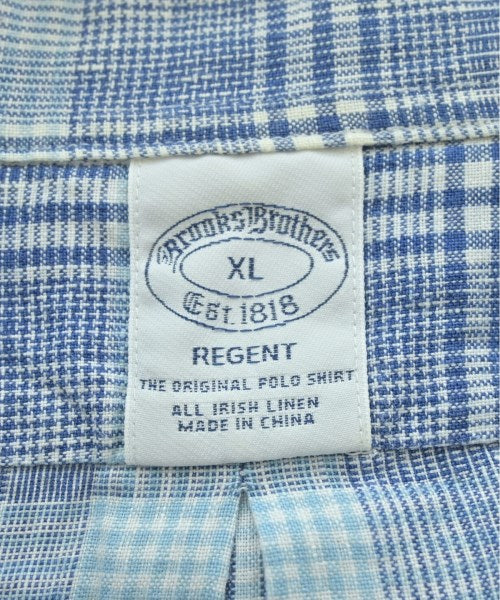 Brooks Brothers
XL
Est. 1818
REGENT
THE ORIGINAL POLO SHIRT
ALL IRISH LINEN
MADE IN CHINA